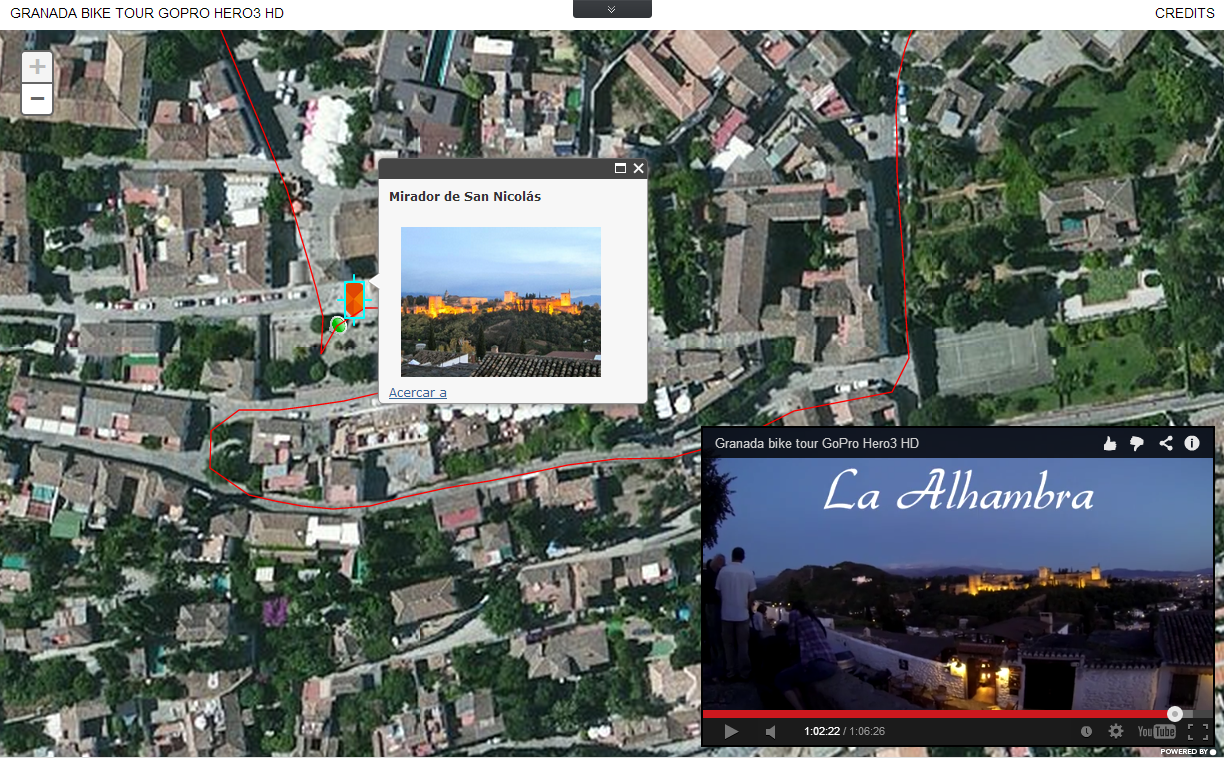 GRANADA BIKE TOUR GOPRO HERO3 HD
CREDITS
Mirador de San Nicolás
Acercar a
Granada bike tour GoPro Hero3 HD
La Alhambra
1:02:22 / 1:06:26
YouTube
POWERED BY